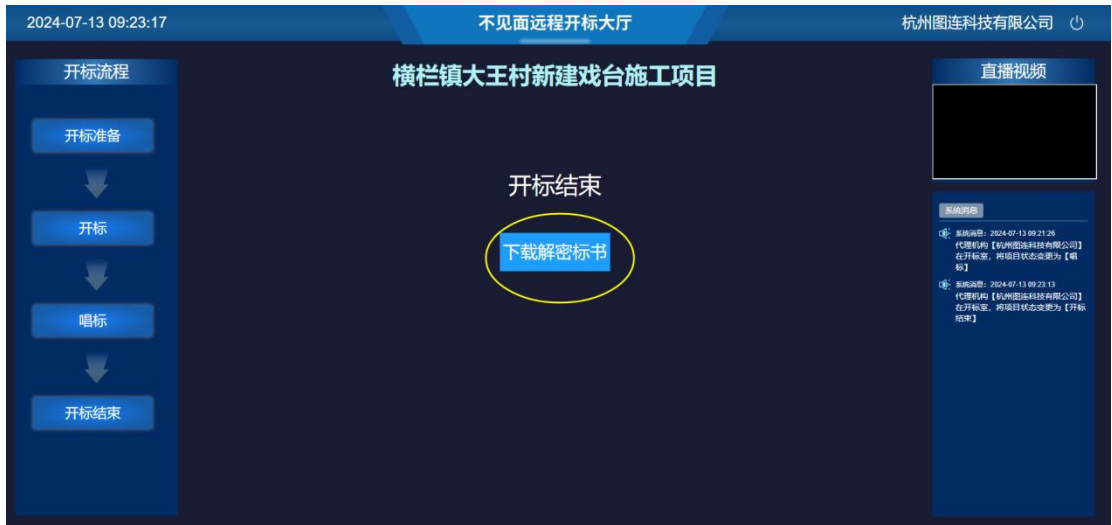 2024-07-13 09:23:17
不见面远程开标大厅
杭州图连科技有限公司
开标流程
开标准备
开标
唱标
开标结束
横栏镇大王村新建戏台施工项目
开标结束
下载解密标书
直播视频
系统消息
系统消息：2024-07-13 09:21:26
代理机构【杭州图连科技有限公司】
在开标室，将项目状态变更为【唱
标】
系统消息：2024-07-13 09:23:13
代理机构【杭州图连科技有限公司】
在开标室，将项目状态变更为【开标
结束】